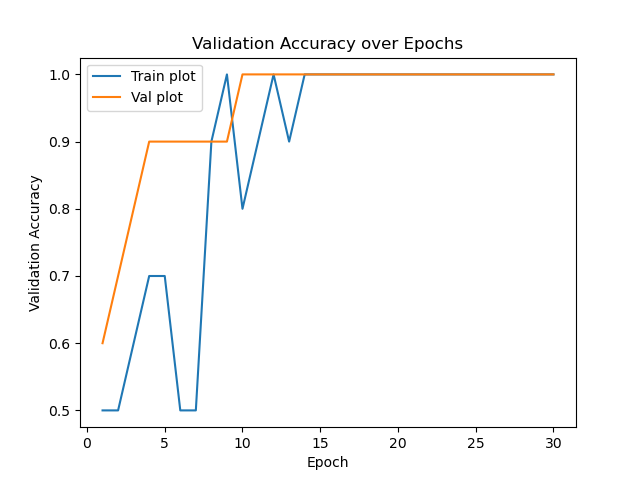 Validation Accuracy over Epochs
Train plot
Val plot
1.0
0.9
0.8
0.7
0.6
0.5
Validation Accuracy
0 5 10 15 20 25 30
Epoch